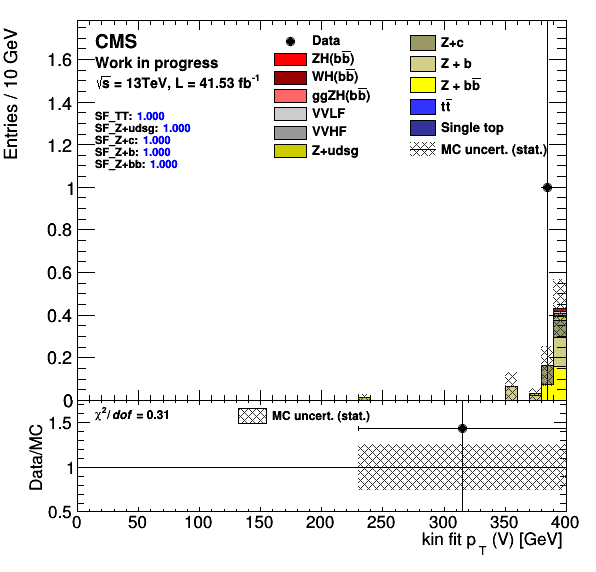 CMS
Work in progress
√s = 13TeV, L = 41.53 fb⁻¹
SF_TT: 1.000
SF_Z+udsg: 1.000
SF_Z+c: 1.000
SF_Z+b: 1.000
SF_Z+bb: 1.000
Data
ZH(bb̅)
WH(bb̅)
ggZH(bb̅)
VVLF
VVHF
Z+udsg
Z+c
Z + b
Z + bb̅
tt̅
Single top
MC uncert. (stat.)
Entries / 10 GeV
1.6
1.4
1.2
1
0.8
0.6
0.4
0.2
0
χ²/dof = 0.31
MC uncert. (stat.)
Data/MC
1.5
1
0.5
0 50 100 150 200 250 300 350 400
kin fit p_T (V) [GeV]